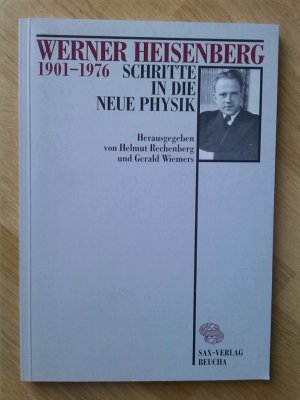 WERNER HEISENBERG
1901–1976 SCHRITTE
IN DIE
NEUE PHYSIK
Herausgegeben
von Helmut Rechenberg
und Gerald Wiemers
SAX-VERLAG
BEUCHA